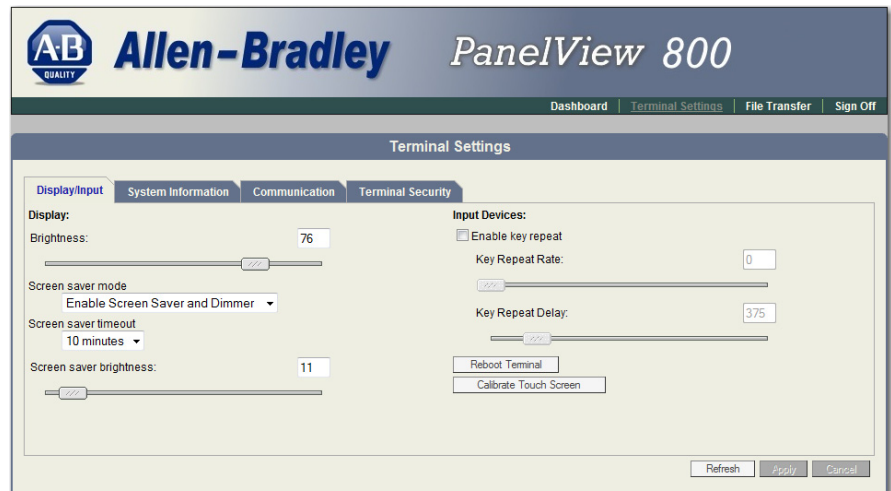 A·B
QUALITY
Allen-Bradley
PanelView 800
Dashboard | Terminal Settings | File Transfer | Sign Off
Terminal Settings
Display/Input
System Information
Communication
Terminal Security
Display:
Brightness:
76
Screen saver mode
Enable Screen Saver and Dimmer
Screen saver timeout
10 minutes
Screen saver brightness:
11
Input Devices:
Enable key repeat
Key Repeat Rate:
0
Key Repeat Delay:
375
Reboot Terminal
Calibrate Touch Screen
Refresh
Apply
Cancel